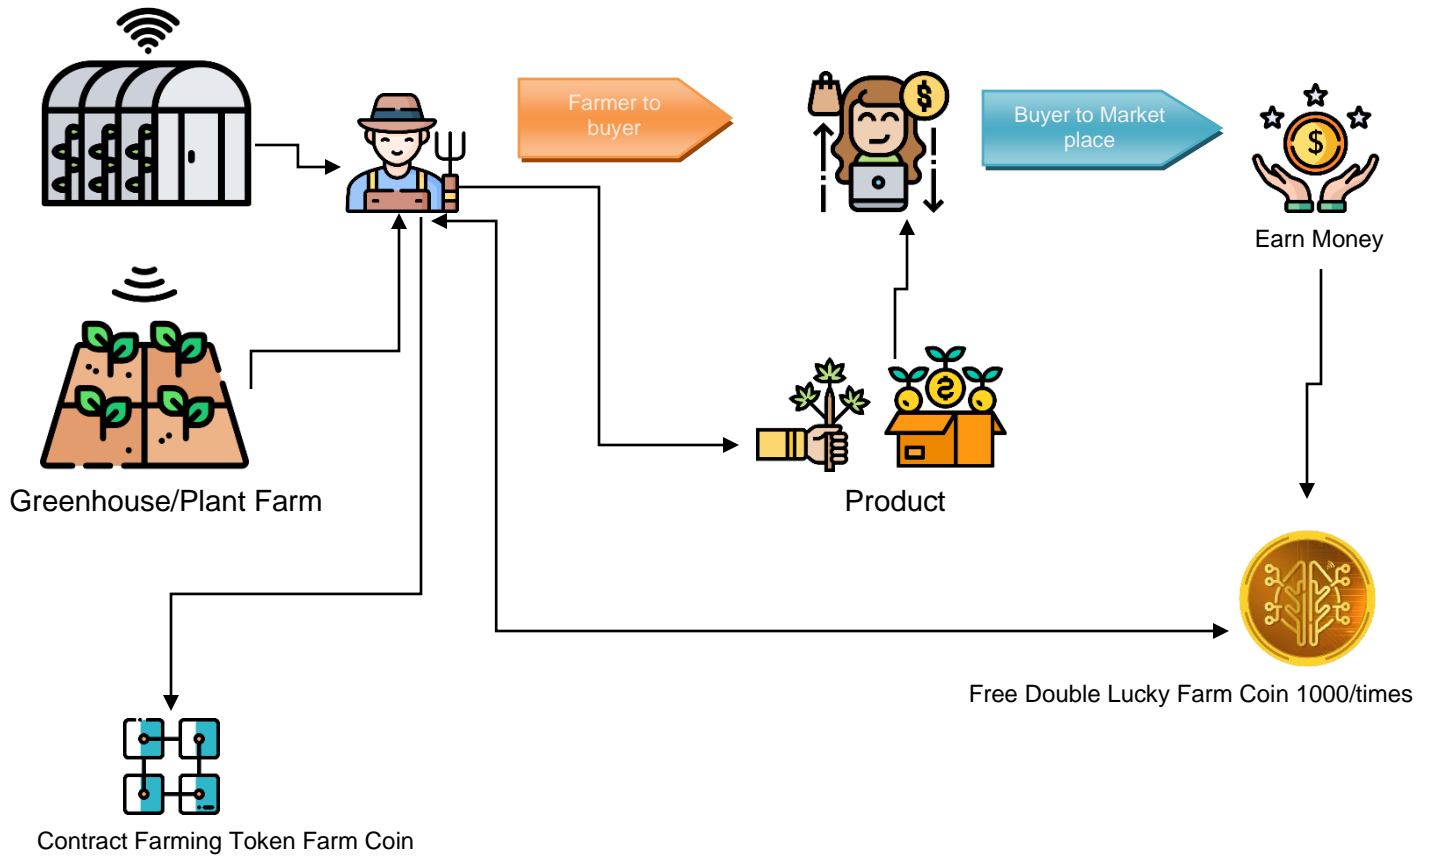 Farmer to
buyer
Buyer to Market
place
Earn Money
Greenhouse/Plant Farm
Product
Free Double Lucky Farm Coin 1000/times
Contract Farming Token Farm Coin